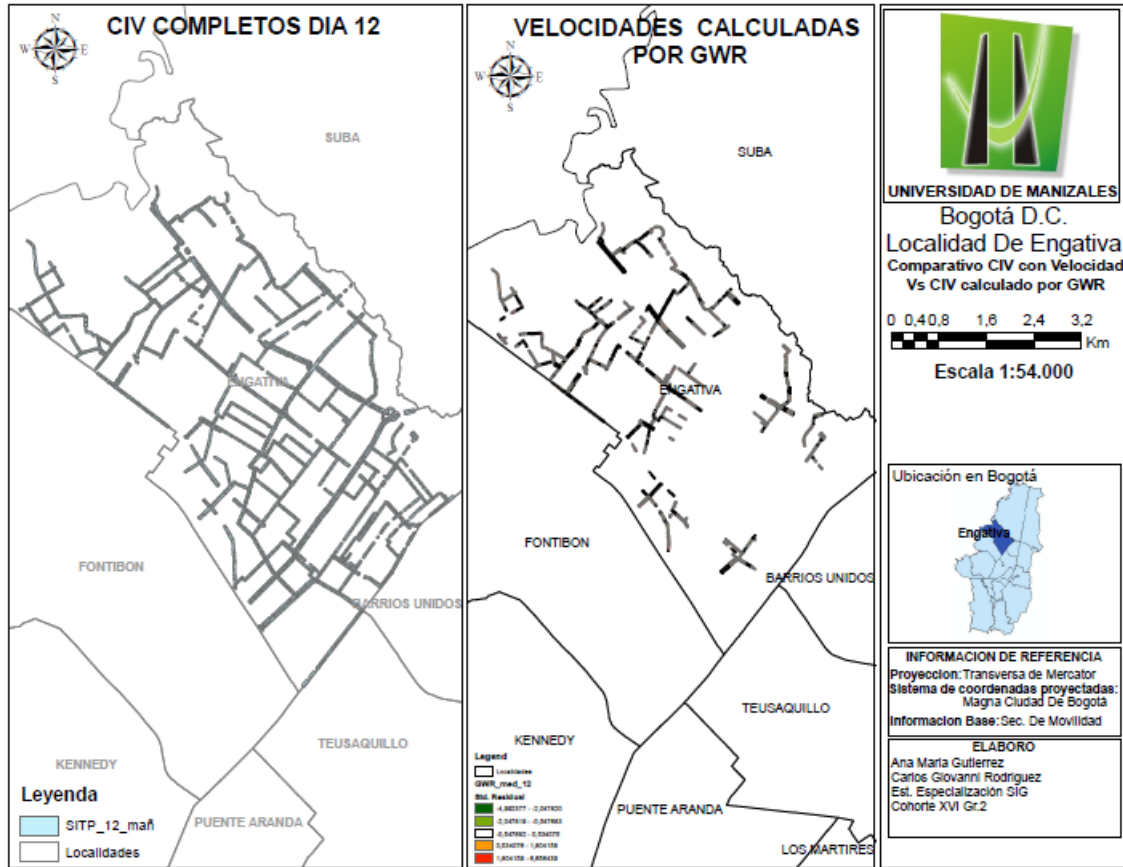 CIV COMPLETOS DIA 12
N
W
E
S
SUBA
ENGATIVA
FONTIBON
BARRIOS UNIDOS
TEUSAQUILLO
KENNEDY
PUENTE ARANDA
Leyenda
SITP_12_mañ
Localidades
VELOCIDADES CALCULADAS
POR GWR
N
W
E
S
SUBA
ENGATIVA
FONTIBON
BARRIOS UNIDOS
TEUSAQUILLO
KENNEDY
PUENTE ARANDA
LOS MARTIRES
Legend
Localidades
GWR_med_12
Std. Residual
UNIVERSIDAD DE MANIZALES
Bogotá D.C.
Localidad De Engativa
Comparativo CIV con Velocidad
Vs CIV calculado por GWR
0 0,40,8 1,6 2,4 3,2
Km
Escala 1:54.000
Ubicación en Bogotá
Engativa
INFORMACION DE REFERENCIA
Proyeccion:Transversa de Mercator
Sistema de coordenadas proyectadas:
Magna Ciudad De Bogotá
Informacion Base: Sec. De Movilidad
ELABORO
Ana Maria Gutierrez
Carlos Giovanni Rodriguez
Est. Especialización SIG
Cohorte XVI Gr.2